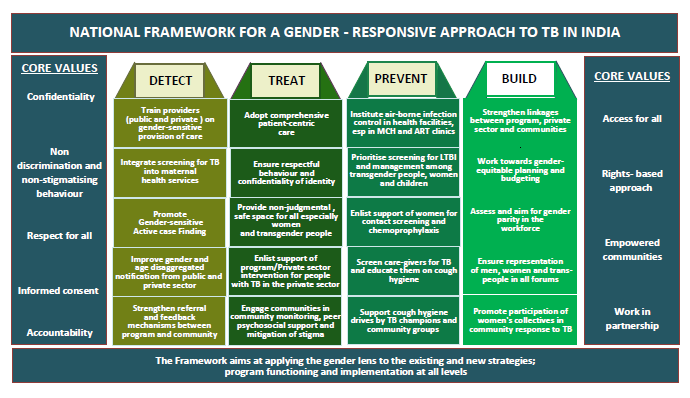 NATIONAL FRAMEWORK FOR A GENDER - RESPONSIVE APPROACH TO TB IN INDIA
CORE VALUES
Confidentiality
Non
discrimination and
non-stigmatising
behaviour
Respect for all
Informed consent
Accountability
DETECT
Train providers
(public and private ) on
gender-sensitive
provision of care
Integrate screening for TB
into maternal
health services
Promote
Gender-sensitive
Active case Finding
Improve gender and
age disaggregated
notification from public and
private sector
Strengthen referral
and feedback
mechanisms between
program and community
TREAT
Adopt comprehensive
patient-centric
care
Ensure respectful
behaviour and
confidentiality of identity
Provide non-judgmental ,
safe space for all especially
women
and transgender people
Enlist support of
program/Private sector
intervention for people
with TB in the private sector
Engage communities in
community monitoring, peer
psychosocial support and
mitigation of stigma
PREVENT
Institute air-borne infection
control in health facilities,
esp in MCH and ART clinics
Prioritise screening for LTBI
and management among
transgender people, women
and children
Enlist support of women for
contact screening and
chemoprophylaxis
Screen care-givers for TB
and educate them on cough
hygiene
Support cough hygiene
drives by TB champions and
community groups
BUILD
Strengthen linkages
between program, private
sector and communities
.
Work towards gender-
equitable planning and
budgeting
Assess and aim for gender
parity in the
workforce
Ensure representation
of men, women and trans-
people in all forums
Promote participation of
women's collectives in
community response to TB
CORE VALUES
Access for all
Rights- based
approach
Empowered
communities
Work in
partnership
The Framework aims at applying the gender lens to the existing and new strategies;
program functioning and implementation at all levels